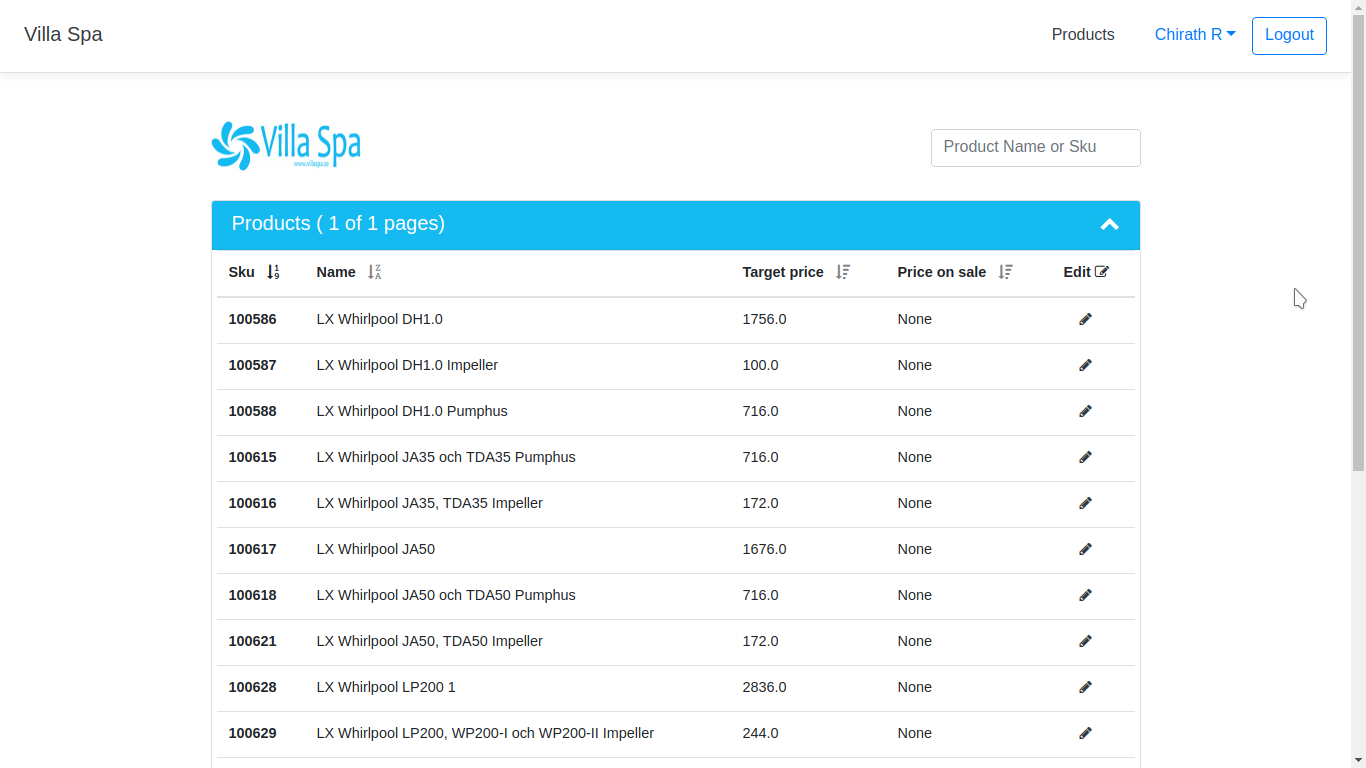 Villa Spa
Products Chirath R Logout
Villa Spa
www.villaspa.se
Product Name or Sku
Products ( 1 of 1 pages)
Sku Name Target price Price on sale Edit
100586 LX Whirlpool DH1.0 1756.0 None
100587 LX Whirlpool DH1.0 Impeller 100.0 None
100588 LX Whirlpool DH1.0 Pumphus 716.0 None
100615 LX Whirlpool JA35 och TDA35 Pumphus 716.0 None
100616 LX Whirlpool JA35, TDA35 Impeller 172.0 None
100617 LX Whirlpool JA50 1676.0 None
100618 LX Whirlpool JA50 och TDA50 Pumphus 716.0 None
100621 LX Whirlpool JA50, TDA50 Impeller 172.0 None
100628 LX Whirlpool LP200 1 2836.0 None
100629 LX Whirlpool LP200, WP200-I och WP200-II Impeller 244.0 None